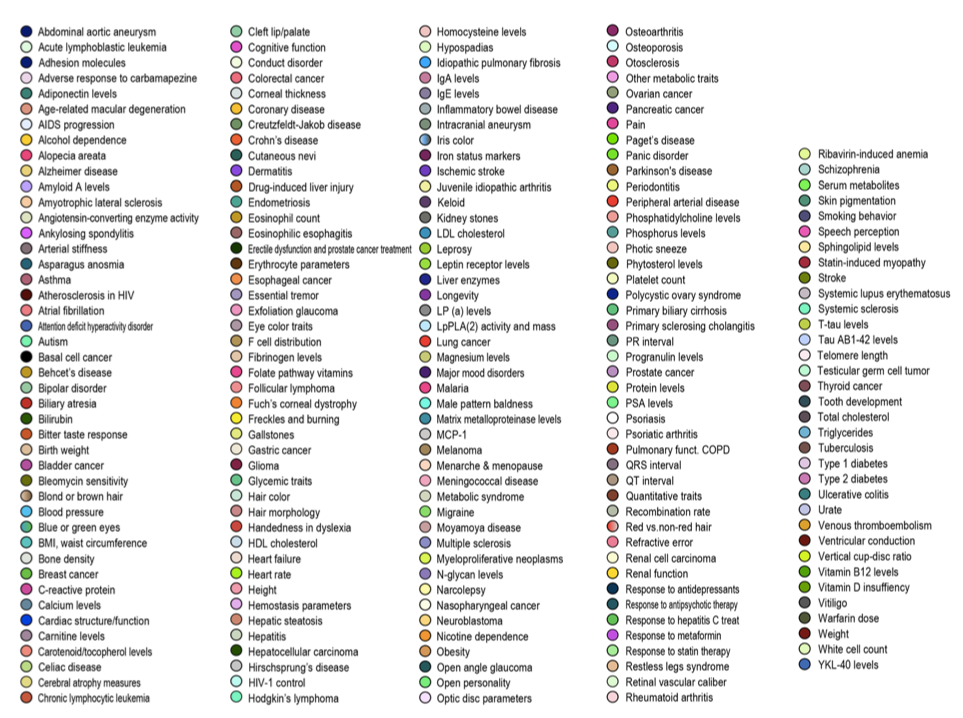 Abdominal aortic aneurysm
Acute lymphoblastic leukemia
Adhesion molecules
Adverse response to carbamapezine
Adiponectin levels
Age-related macular degeneration
AIDS progression
Alcohol dependence
Alopecia areata
Alzheimer disease
Amyloid A levels
Amyotrophic lateral sclerosis
Angiotensin-converting enzyme activity
Ankylosing spondylitis
Arterial stiffness
Asparagus anosmia
Asthma
Atherosclerosis in HIV
Atrial fibrillation
Attention deficit hyperactivity disorder
Autism
Basal cell cancer
Behcet's disease
Bipolar disorder
Biliary atresia
Bilirubin
Bitter taste response
Birth weight
Bladder cancer
Bleomycin sensitivity
Blond or brown hair
Blood pressure
Blue or green eyes
BMI, waist circumference
Bone density
Breast cancer
C-reactive protein
Calcium levels
Cardiac structure/function
Carnitine levels
Carotenoid/tocopherol levels
Celiac disease
Cerebral atrophy measures
Chronic lymphocytic leukemia
Cleft lip/palate
Cognitive function
Conduct disorder
Colorectal cancer
Corneal thickness
Coronary disease
Creutzfeldt-Jakob disease
Crohn's disease
Cutaneous nevi
Dermatitis
Drug-induced liver injury
Endometriosis
Eosinophil count
Eosinophilic esophagitis
Erectile dysfunction and prostate cancer treatment
Erythrocyte parameters
Esophageal cancer
Essential tremor
Exfoliation glaucoma
Eye color traits
F cell distribution
Fibrinogen levels
Folate pathway vitamins
Follicular lymphoma
Fuch's corneal dystrophy
Freckles and burning
Gallstones
Gastric cancer
Glioma
Glycemic traits
Hair color
Hair morphology
Handedness in dyslexia
HDL cholesterol
Heart failure
Heart rate
Height
Hemostasis parameters
Hepatic steatosis
Hepatitis
Hepatocellular carcinoma
Hirschsprung's disease
HIV-1 control
Hodgkin's lymphoma
Homocysteine levels
Hypospadias
Idiopathic pulmonary fibrosis
IgA levels
IgE levels
Inflammatory bowel disease
Intracranial aneurysm
Iris color
Iron status markers
Ischemic stroke
Juvenile idiopathic arthritis
Keloid
Kidney stones
LDL cholesterol
Leprosy
Leptin receptor levels
Liver enzymes
Longevity
LP (a) levels
LpPLA(2) activity and mass
Lung cancer
Magnesium levels
Major mood disorders
Malaria
Male pattern baldness
Matrix metalloproteinase levels
MCP-1
Melanoma
Menarche & menopause
Meningococcal disease
Metabolic syndrome
Migraine
Moyamoya disease
Multiple sclerosis
Myeloproliferative neoplasms
N-glycan levels
Narcolepsy
Nasopharyngeal cancer
Neuroblastoma
Nicotine dependence
Obesity
Open angle glaucoma
Open personality
Optic disc parameters
Osteoarthritis
Osteoporosis
Otosclerosis
Other metabolic traits
Ovarian cancer
Pancreatic cancer
Pain
Paget's disease
Panic disorder
Parkinson's disease
Periodontitis
Peripheral arterial disease
Phosphatidylcholine levels
Phosphorus levels
Photic sneeze
Phytosterol levels
Platelet count
Polycystic ovary syndrome
Primary biliary cirrhosis
Primary sclerosing cholangitis
PR interval
Progranulin levels
Prostate cancer
Protein levels
PSA levels
Psoriasis
Psoriatic arthritis
Pulmonary funct. COPD
QRS interval
QT interval
Quantitative traits
Recombination rate
Red vs.non-red hair
Refractive error
Renal cell carcinoma
Renal function
Response to antidepressants
Response to antipsychotic therapy
Response to hepatitis C treat
Response to metaformin
Response to statin therapy
Restless legs syndrome
Retinal vascular caliber
Rheumatoid arthritis
Ribavirin-induced anemia
Schizophrenia
Serum metabolites
Skin pigmentation
Smoking behavior
Speech perception
Sphingolipid levels
Statin-induced myopathy
Stroke
Systemic lupus erythematosus
Systemic sclerosis
T-tau levels
Tau AB1-42 levels
Telomere length
Testicular germ cell tumor
Thyroid cancer
Tooth development
Total cholesterol
Triglycerides
Tuberculosis
Type 1 diabetes
Type 2 diabetes
Ulcerative colitis
Urate
Venous thromboembolism
Ventricular conduction
Vertical cup-disc ratio
Vitamin B12 levels
Vitamin D insuffiency
Vitiligo
Warfarin dose
Weight
White cell count
YKL-40 levels